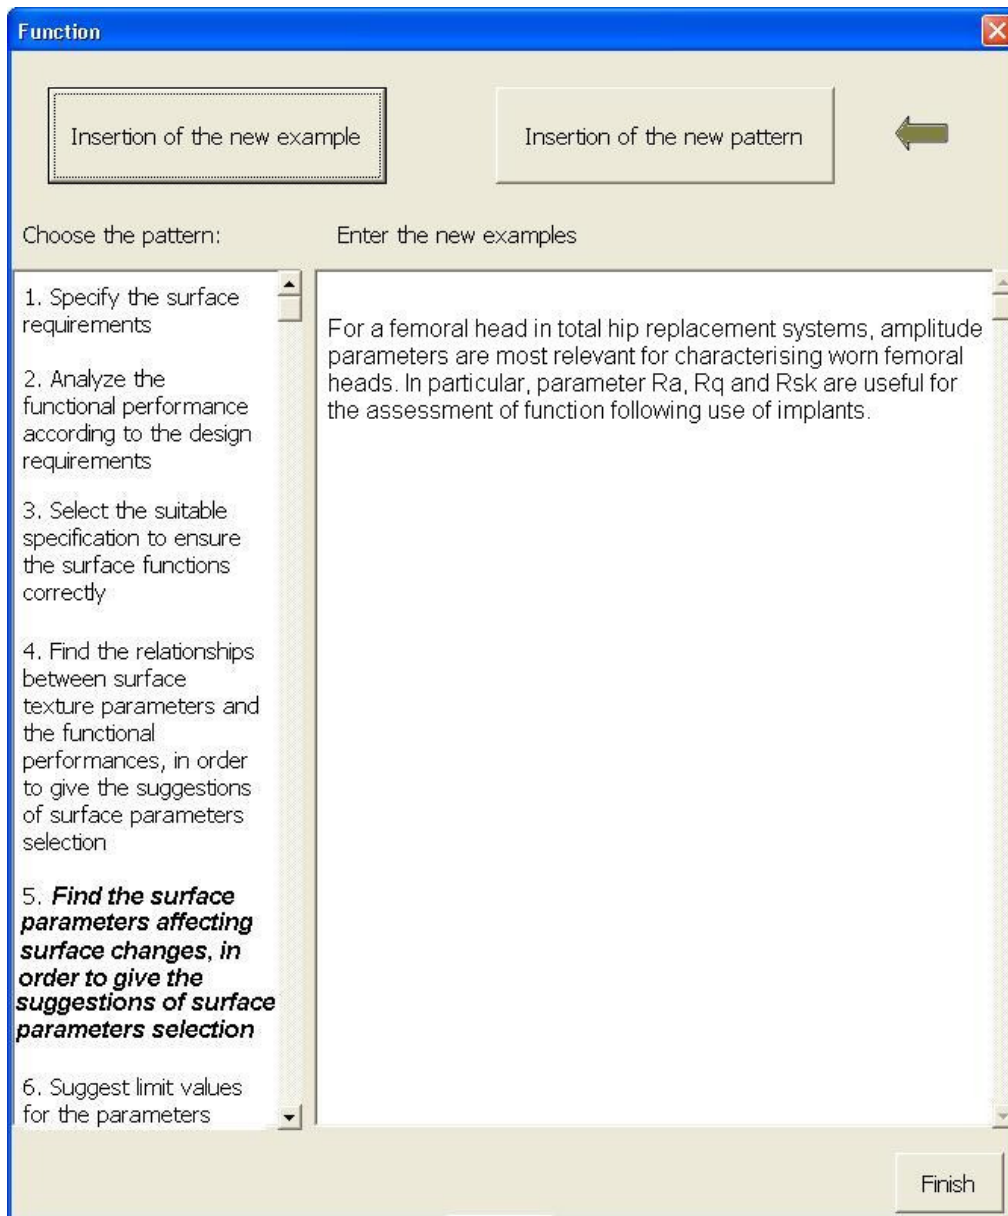 Function
Insertion of the new example
Insertion of the new pattern
Choose the pattern:
Enter the new examples
1. Specify the surface
requirements
2. Analyze the
functional performance
according to the design
requirements
3. Select the suitable
specification to ensure
the surface functions
correctly
4. Find the relationships
between surface
texture parameters and
the functional
performances, in order
to give the suggestions
of surface parameters
selection
5. Find the surface
parameters affecting
surface changes, in
order to give the
suggestions of surface
parameters selection
6. Suggest limit values
for the parameters
For a femoral head in total hip replacement systems, amplitude
parameters are most relevant for characterising worn femoral
heads. In particular, parameter Ra, Rq and Rsk are useful for
the assessment of function following use of implants.
Finish